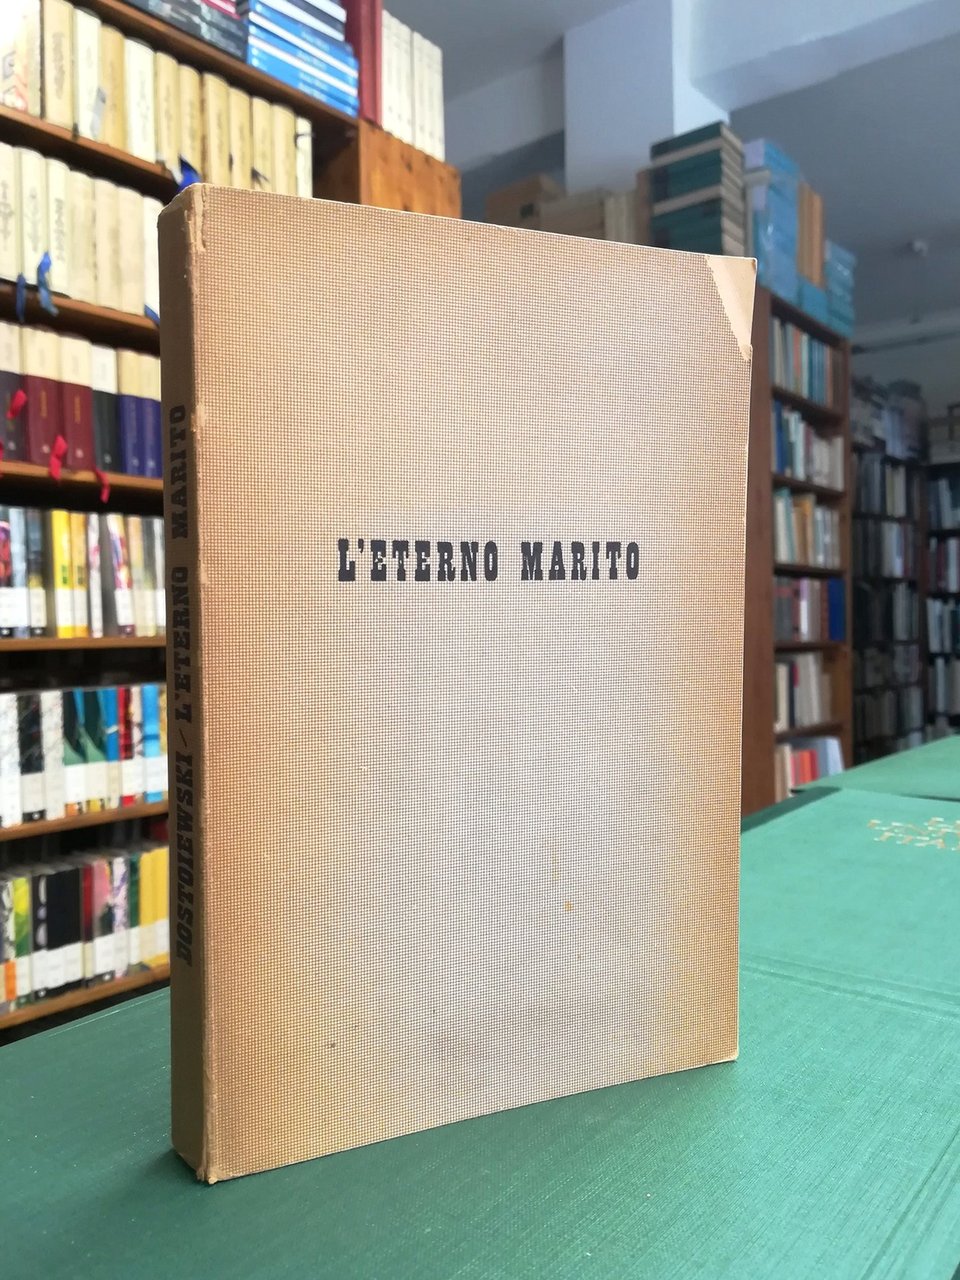 L'ETERNO MARITO
DOSTOIEWSKI / L'ETERNO MARITO